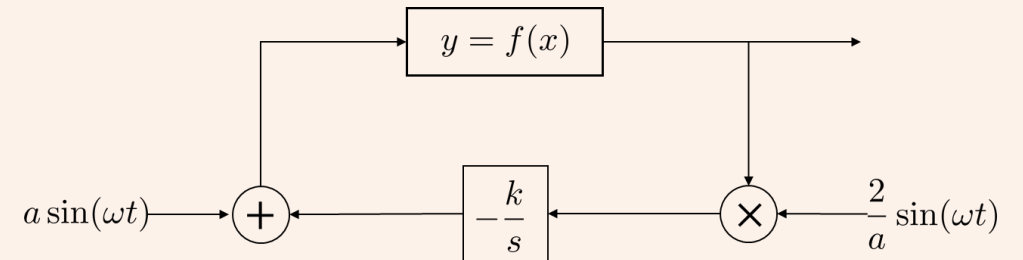 y = f(x)
a sin(ωt)
+
−k/s
×
2/a sin(ωt)